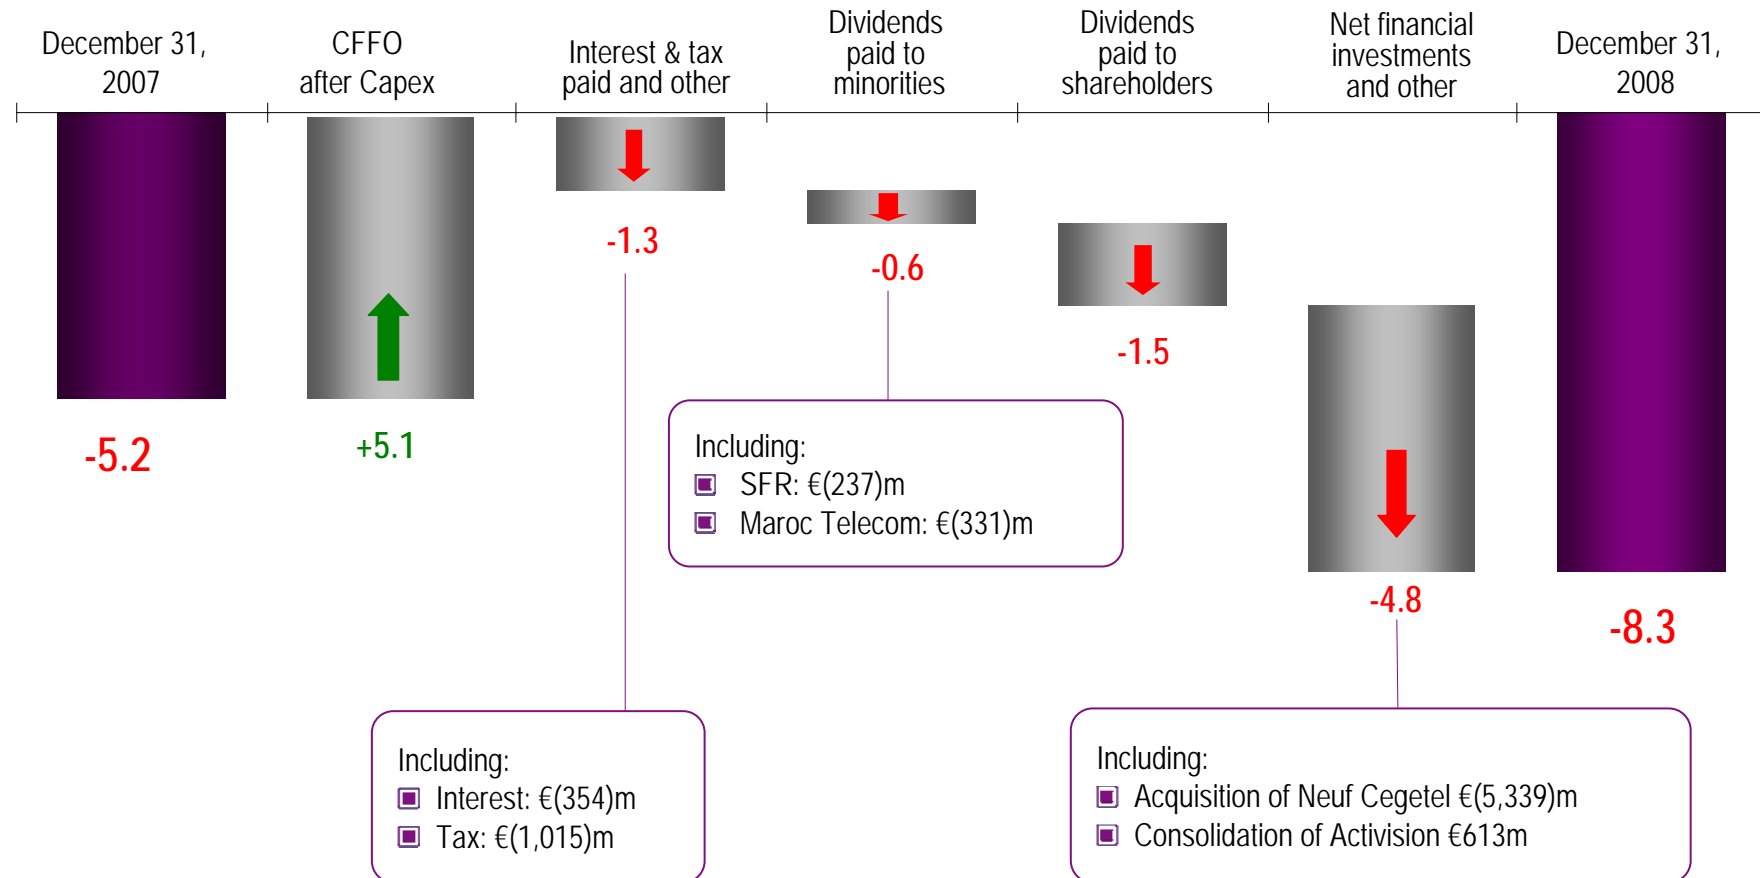 December 31,
2007
CFFO
after Capex
Interest & tax
paid and other
Dividends
paid to
minorities
Dividends
paid to
shareholders
Net financial
investments
and other
December 31,
2008
-5.2
+5.1
-1.3
-0.6
-1.5
-4.8
-8.3
Including:
SFR: €(237)m
Maroc Telecom: €(331)m
Including:
Interest: €(354)m
Tax: €(1,015)m
Including:
Acquisition of Neuf Cegetel €(5,339)m
Consolidation of Activision €613m